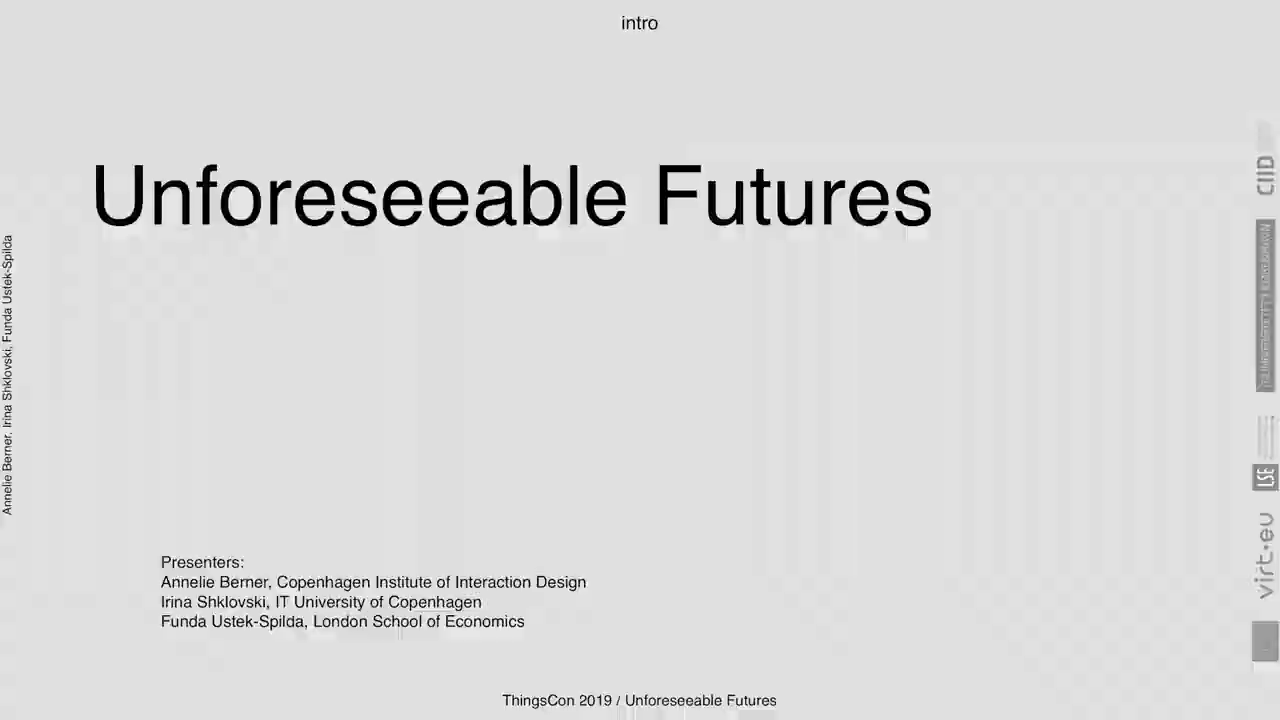 intro
Unforeseeable Futures
Annelie Berner, Irina Shklovski, Funda Ustek-Spilda
Presenters:
Annelie Berner, Copenhagen Institute of Interaction Design
Irina Shklovski, IT University of Copenhagen
Funda Ustek-Spilda, London School of Economics
CIID
LSE
virt·eu
ThingsCon 2019 / Unforeseeable Futures